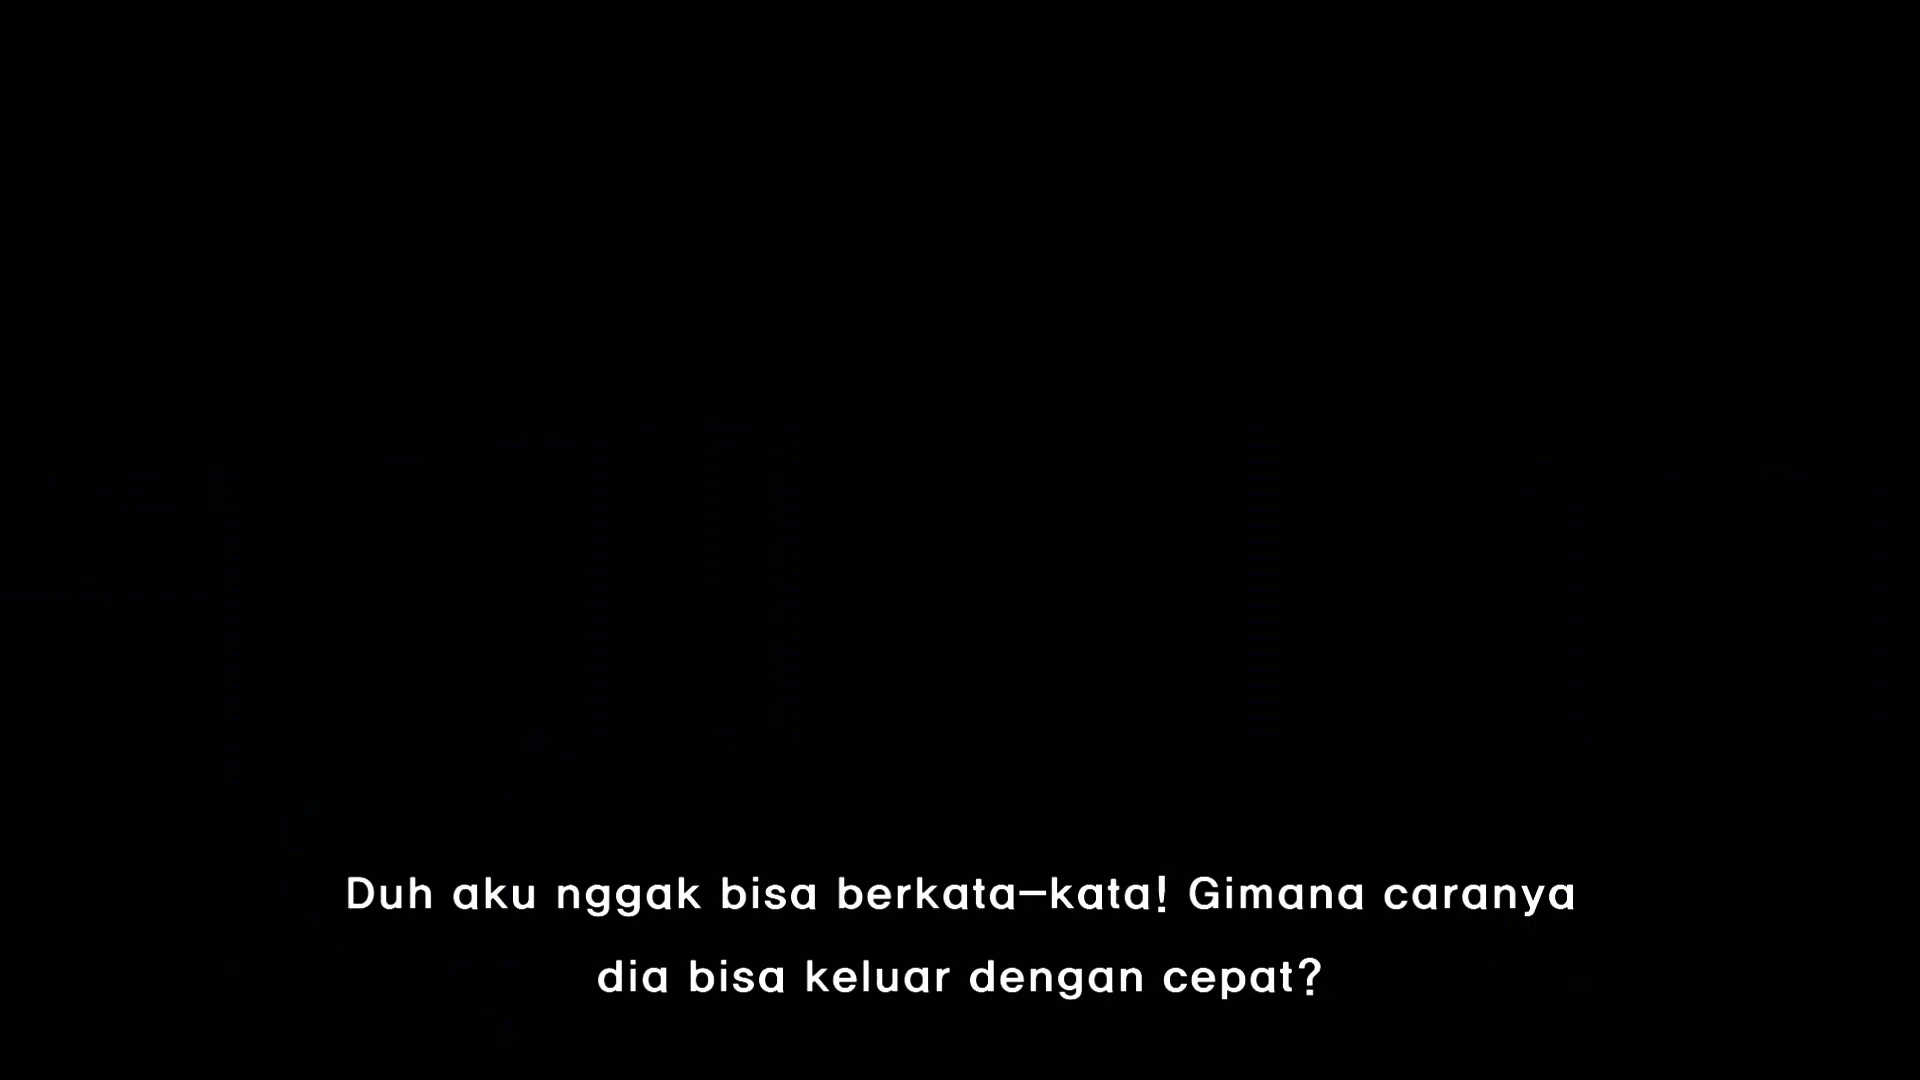 Duh aku nggak bisa berkata-kata! Gimana caranya
dia bisa keluar dengan cepat?